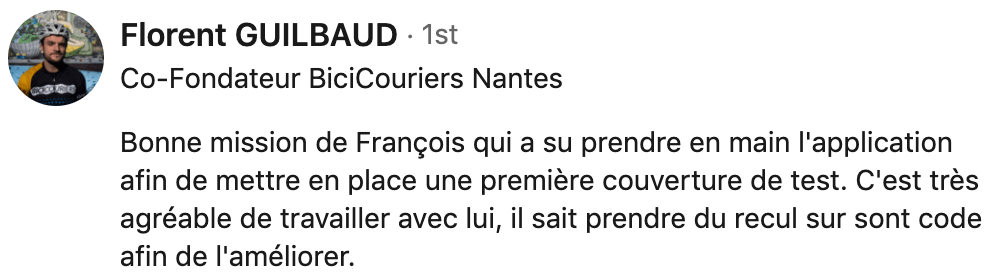 Florent GUILBAUD · 1st
Co-Fondateur BiciCouriers Nantes
Bonne mission de François qui a su prendre en main l'application
afin de mettre en place une première couverture de test. C'est très
agréable de travailler avec lui, il sait prendre du recul sur sont code
afin de l'améliorer.